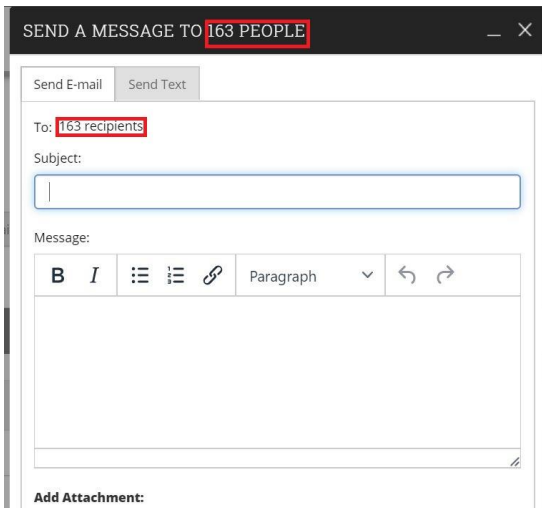 SEND A MESSAGE TO 163 PEOPLE
Send E-mail Send Text
To: 163 recipients
Subject:
Message:
B I Paragraph
Add Attachment: